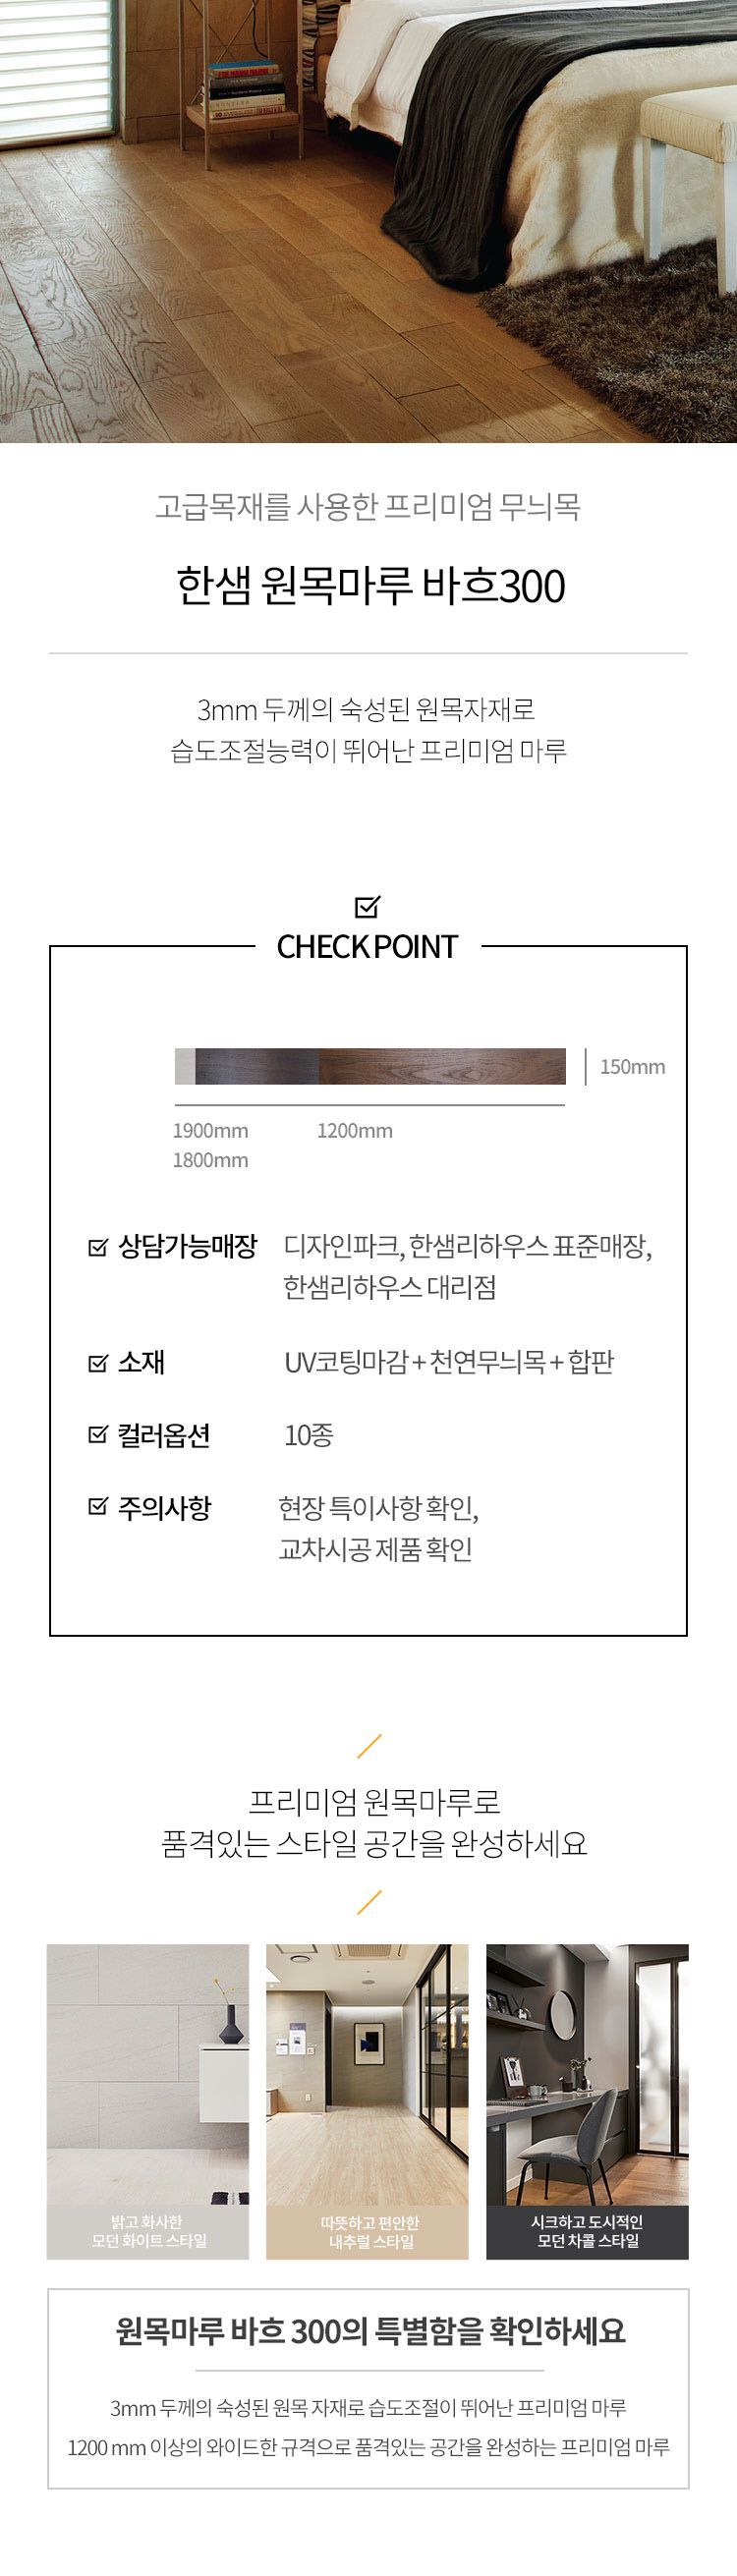 고급목재를 사용한 프리미엄 무늬목
한샘 원목마루 바흐300
3mm 두께의 숙성된 원목자재로
습도조절능력이 뛰어난 프리미엄 마루
CHECK POINT
150mm
1900mm 1200mm
1800mm
상담가능매장 디자인파크, 한샘리하우스 표준매장,
한샘리하우스 대리점
소재 UV코팅마감 + 천연무늬목 + 합판
컬러옵션 10종
주의사항 현장 특이사항 확인,
교차시공 제품 확인
프리미엄 원목마루로
품격있는 스타일 공간을 완성하세요
밝고 화사한
모던 화이트 스타일
따뜻하고 편안한
내추럴 스타일
시크하고 도시적인
모던 차콜 스타일
원목마루 바흐 300의 특별함을 확인하세요
3mm 두께의 숙성된 원목 자재로 습도조절이 뛰어난 프리미엄 마루
1200 mm 이상의 와이드한 규격으로 품격있는 공간을 완성하는 프리미엄 마루